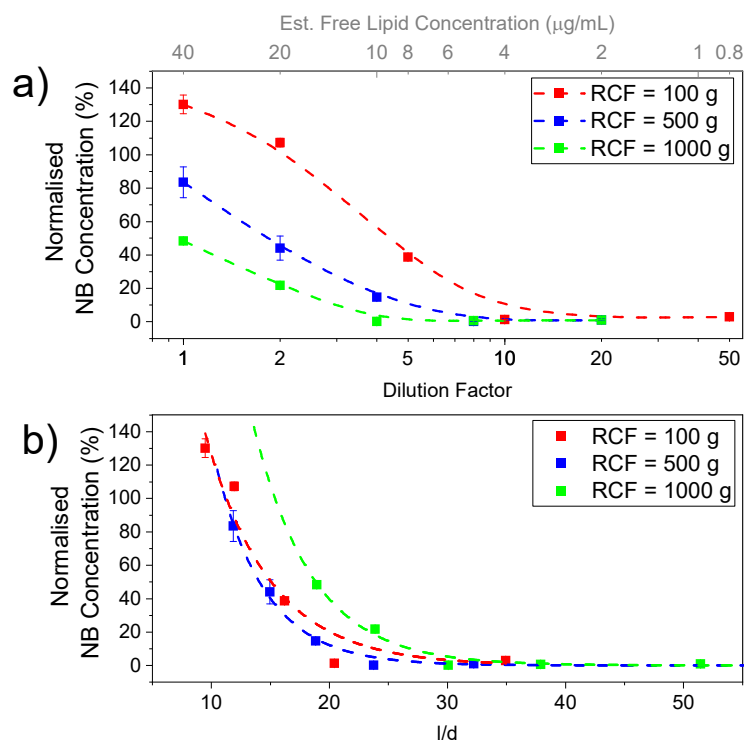 Est. Free Lipid Concentration (μg/mL)
40 20 10 8 6 4 2 1 0.8
a)
Normalised
NB Concentration (%)
140
120
100
80
60
40
20
0
RCF = 100 g
RCF = 500 g
RCF = 1000 g
1 2 5 10 20 50
Dilution Factor
b)
Normalised
NB Concentration (%)
140
120
100
80
60
40
20
0
RCF = 100 g
RCF = 500 g
RCF = 1000 g
10 20 30 40 50
l/d